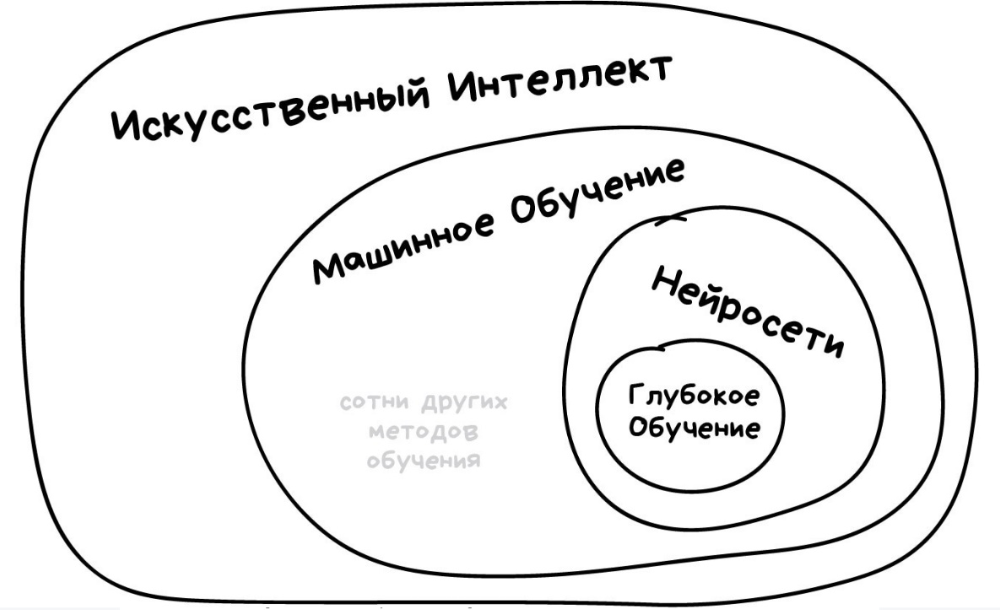 Искусственный Интеллект
Машинное Обучение
Нейросети
Глубокое
Обучение
сотни других
методов
обучения